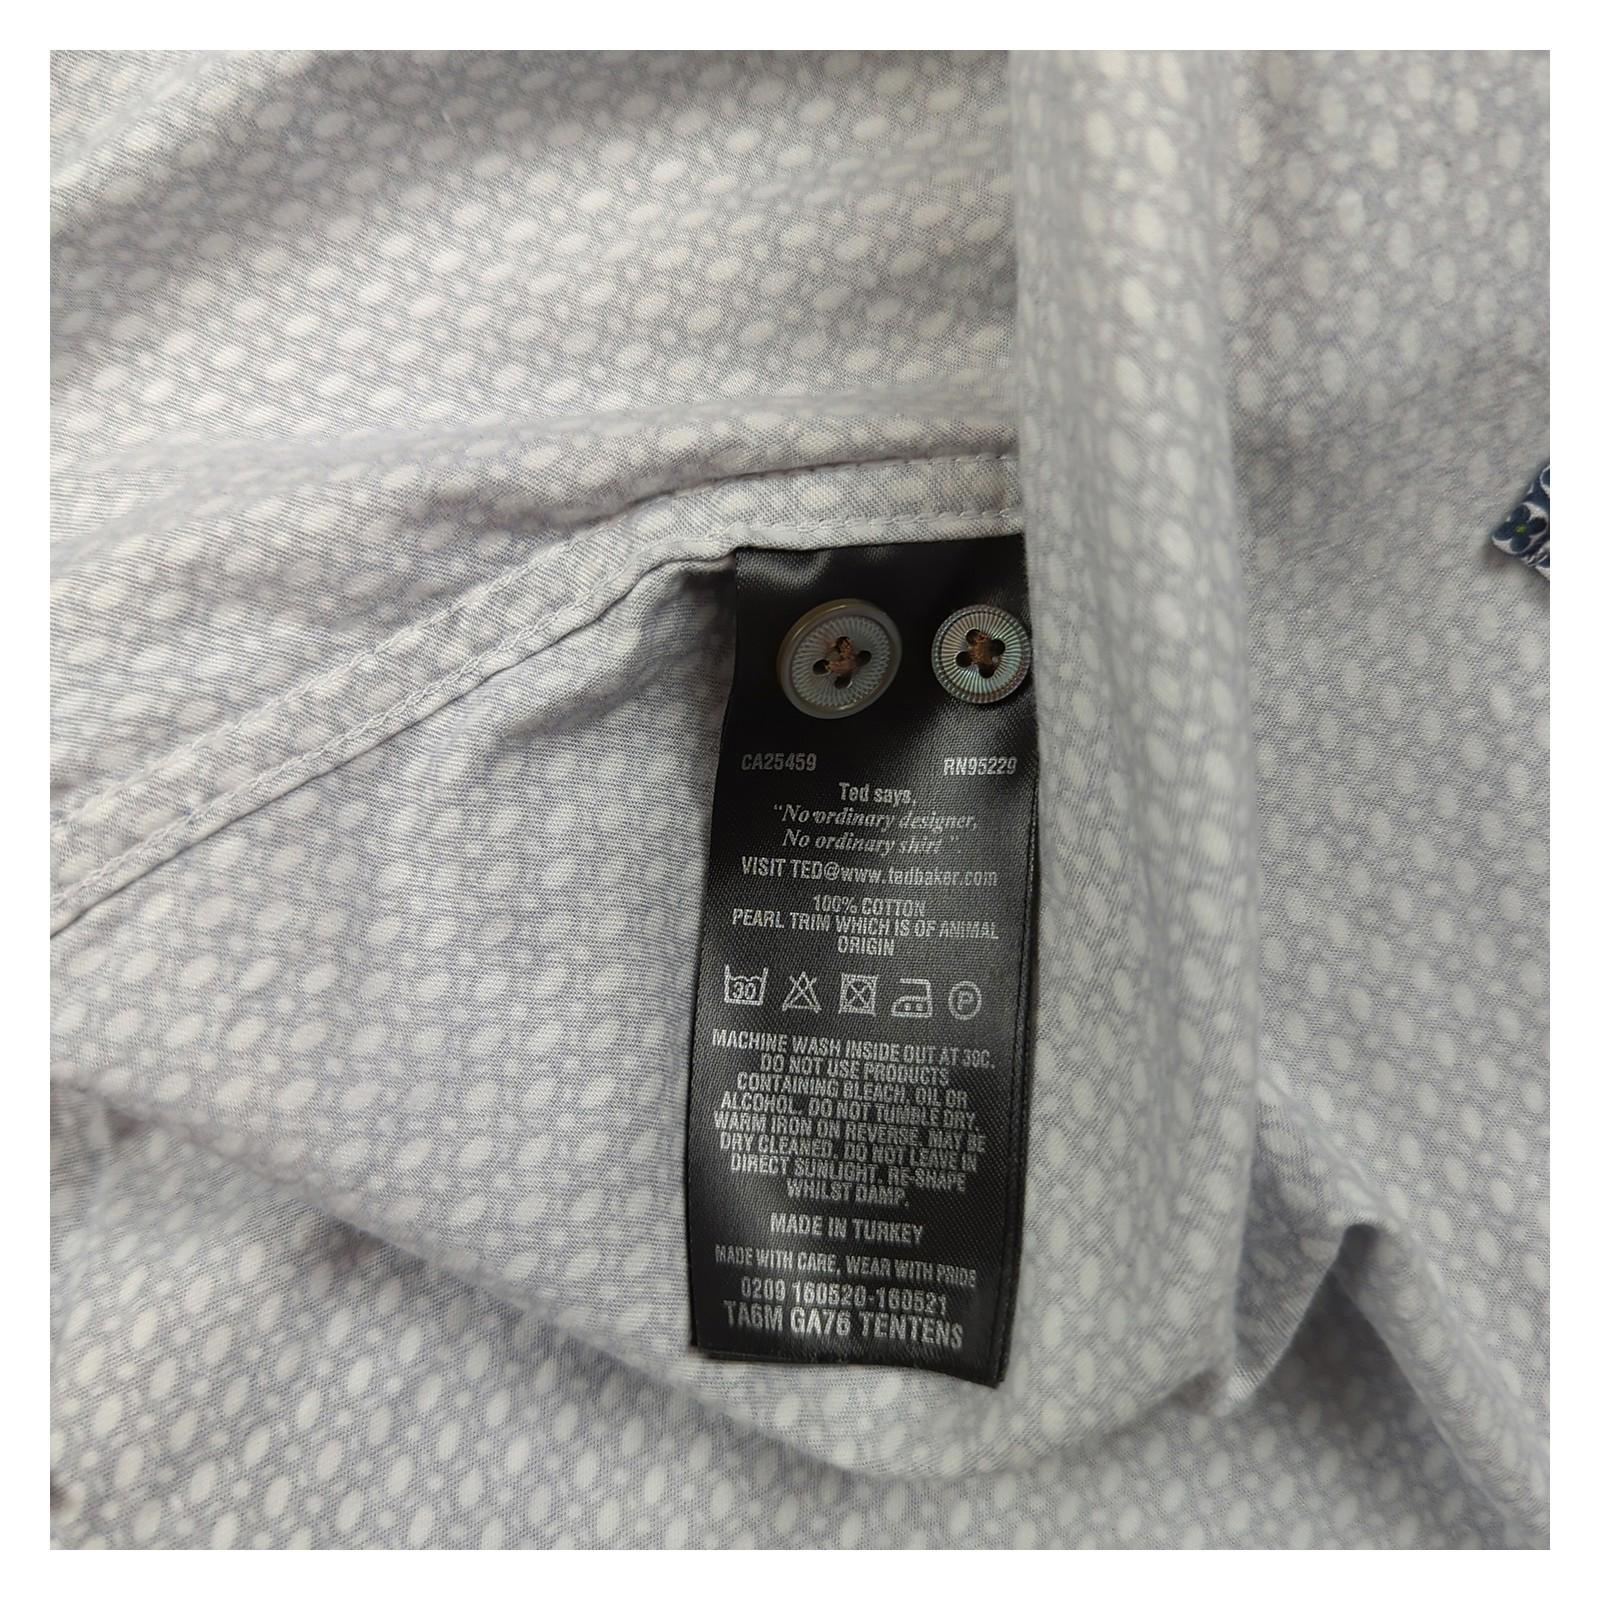 CA25459 RN95229
Ted says,
"No ordinary designer,
No ordinary shirt
VISIT TED@www.tedbaker.com
100% COTTON
PEARL TRIM WHICH IS OF ANIMAL
ORIGIN
30 P
MACHINE WASH INSIDE OUT AT 30C.
DO NOT USE PRODUCTS
CONTAINING BLEACH, OIL OR
ALCOHOL. DO NOT TUMBLE DRY.
WARM IRON ON REVERSE. MAY BE
DRY CLEANED. DO NOT LEAVE IN
DIRECT SUNLIGHT. RE-SHAPE
WHILST DAMP.
MADE IN TURKEY
MADE WITH CARE, WEAR WITH PRIDE
0209 160520-160521
TA6M GA76 TENTENS